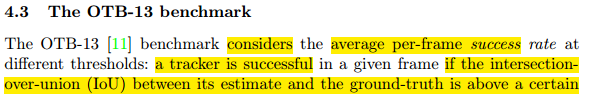 4.3 The OTB-13 benchmark
The OTB-13 [11] benchmark considers the average per-frame success rate at
different thresholds: a tracker is successful in a given frame if the intersection-
over-union (IoU) between its estimate and the ground-truth is above a certain